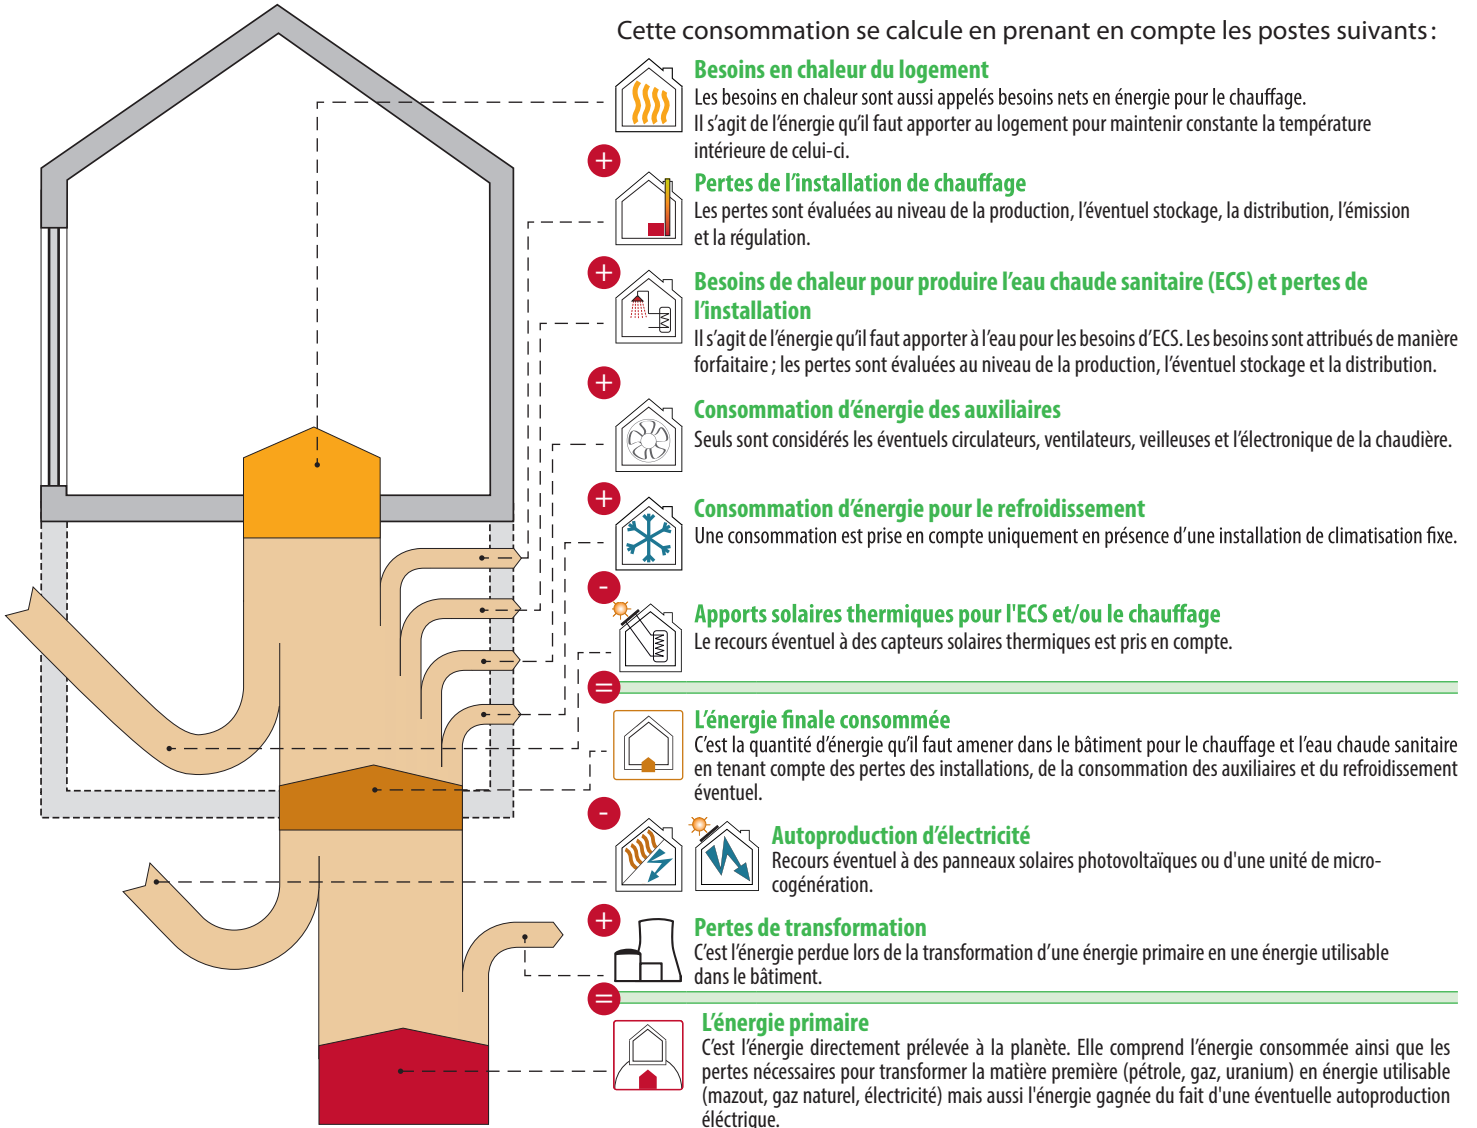 Cette consommation se calcule en prenant en compte les postes suivants :
Besoins en chaleur du logement
Les besoins en chaleur sont aussi appelés besoins nets en énergie pour le chauffage.
Il s’agit de l’énergie qu’il faut apporter au logement pour maintenir constante la température
intérieure de celui-ci.
+
Pertes de l’installation de chauffage
Les pertes sont évaluées au niveau de la production, l’éventuel stockage, la distribution, l’émission
et la régulation.
+
Besoins de chaleur pour produire l’eau chaude sanitaire (ECS) et pertes de
l’installation
Il s’agit de l’énergie qu’il faut apporter à l’eau pour les besoins d’ECS. Les besoins sont attribués de manière
forfaitaire ; les pertes sont évaluées au niveau de la production, l’éventuel stockage et la distribution.
+
Consommation d’énergie des auxiliaires
Seuls sont considérés les éventuels circulateurs, ventilateurs, veilleuses et l’électronique de la chaudière.
+
Consommation d’énergie pour le refroidissement
Une consommation est prise en compte uniquement en présence d’une installation de climatisation fixe.
-
Apports solaires thermiques pour l'ECS et/ou le chauffage
Le recours éventuel à des capteurs solaires thermiques est pris en compte.
=
L’énergie finale consommée
C’est la quantité d’énergie qu’il faut amener dans le bâtiment pour le chauffage et l’eau chaude sanitaire
en tenant compte des pertes des installations, de la consommation des auxiliaires et du refroidissement
éventuel.
-
Autoproduction d’électricité
Recours éventuel à des panneaux solaires photovoltaïques ou d'une unité de micro-
cogénération.
+
Pertes de transformation
C’est l’énergie perdue lors de la transformation d’une énergie primaire en une énergie utilisable
dans le bâtiment.
=
L’énergie primaire
C’est l’énergie directement prélevée à la planète. Elle comprend l’énergie consommée ainsi que les
pertes nécessaires pour transformer la matière première (pétrole, gaz, uranium) en énergie utilisable
(mazout, gaz naturel, électricité) mais aussi l'énergie gagnée du fait d'une éventuelle autoproduction
éléctrique.